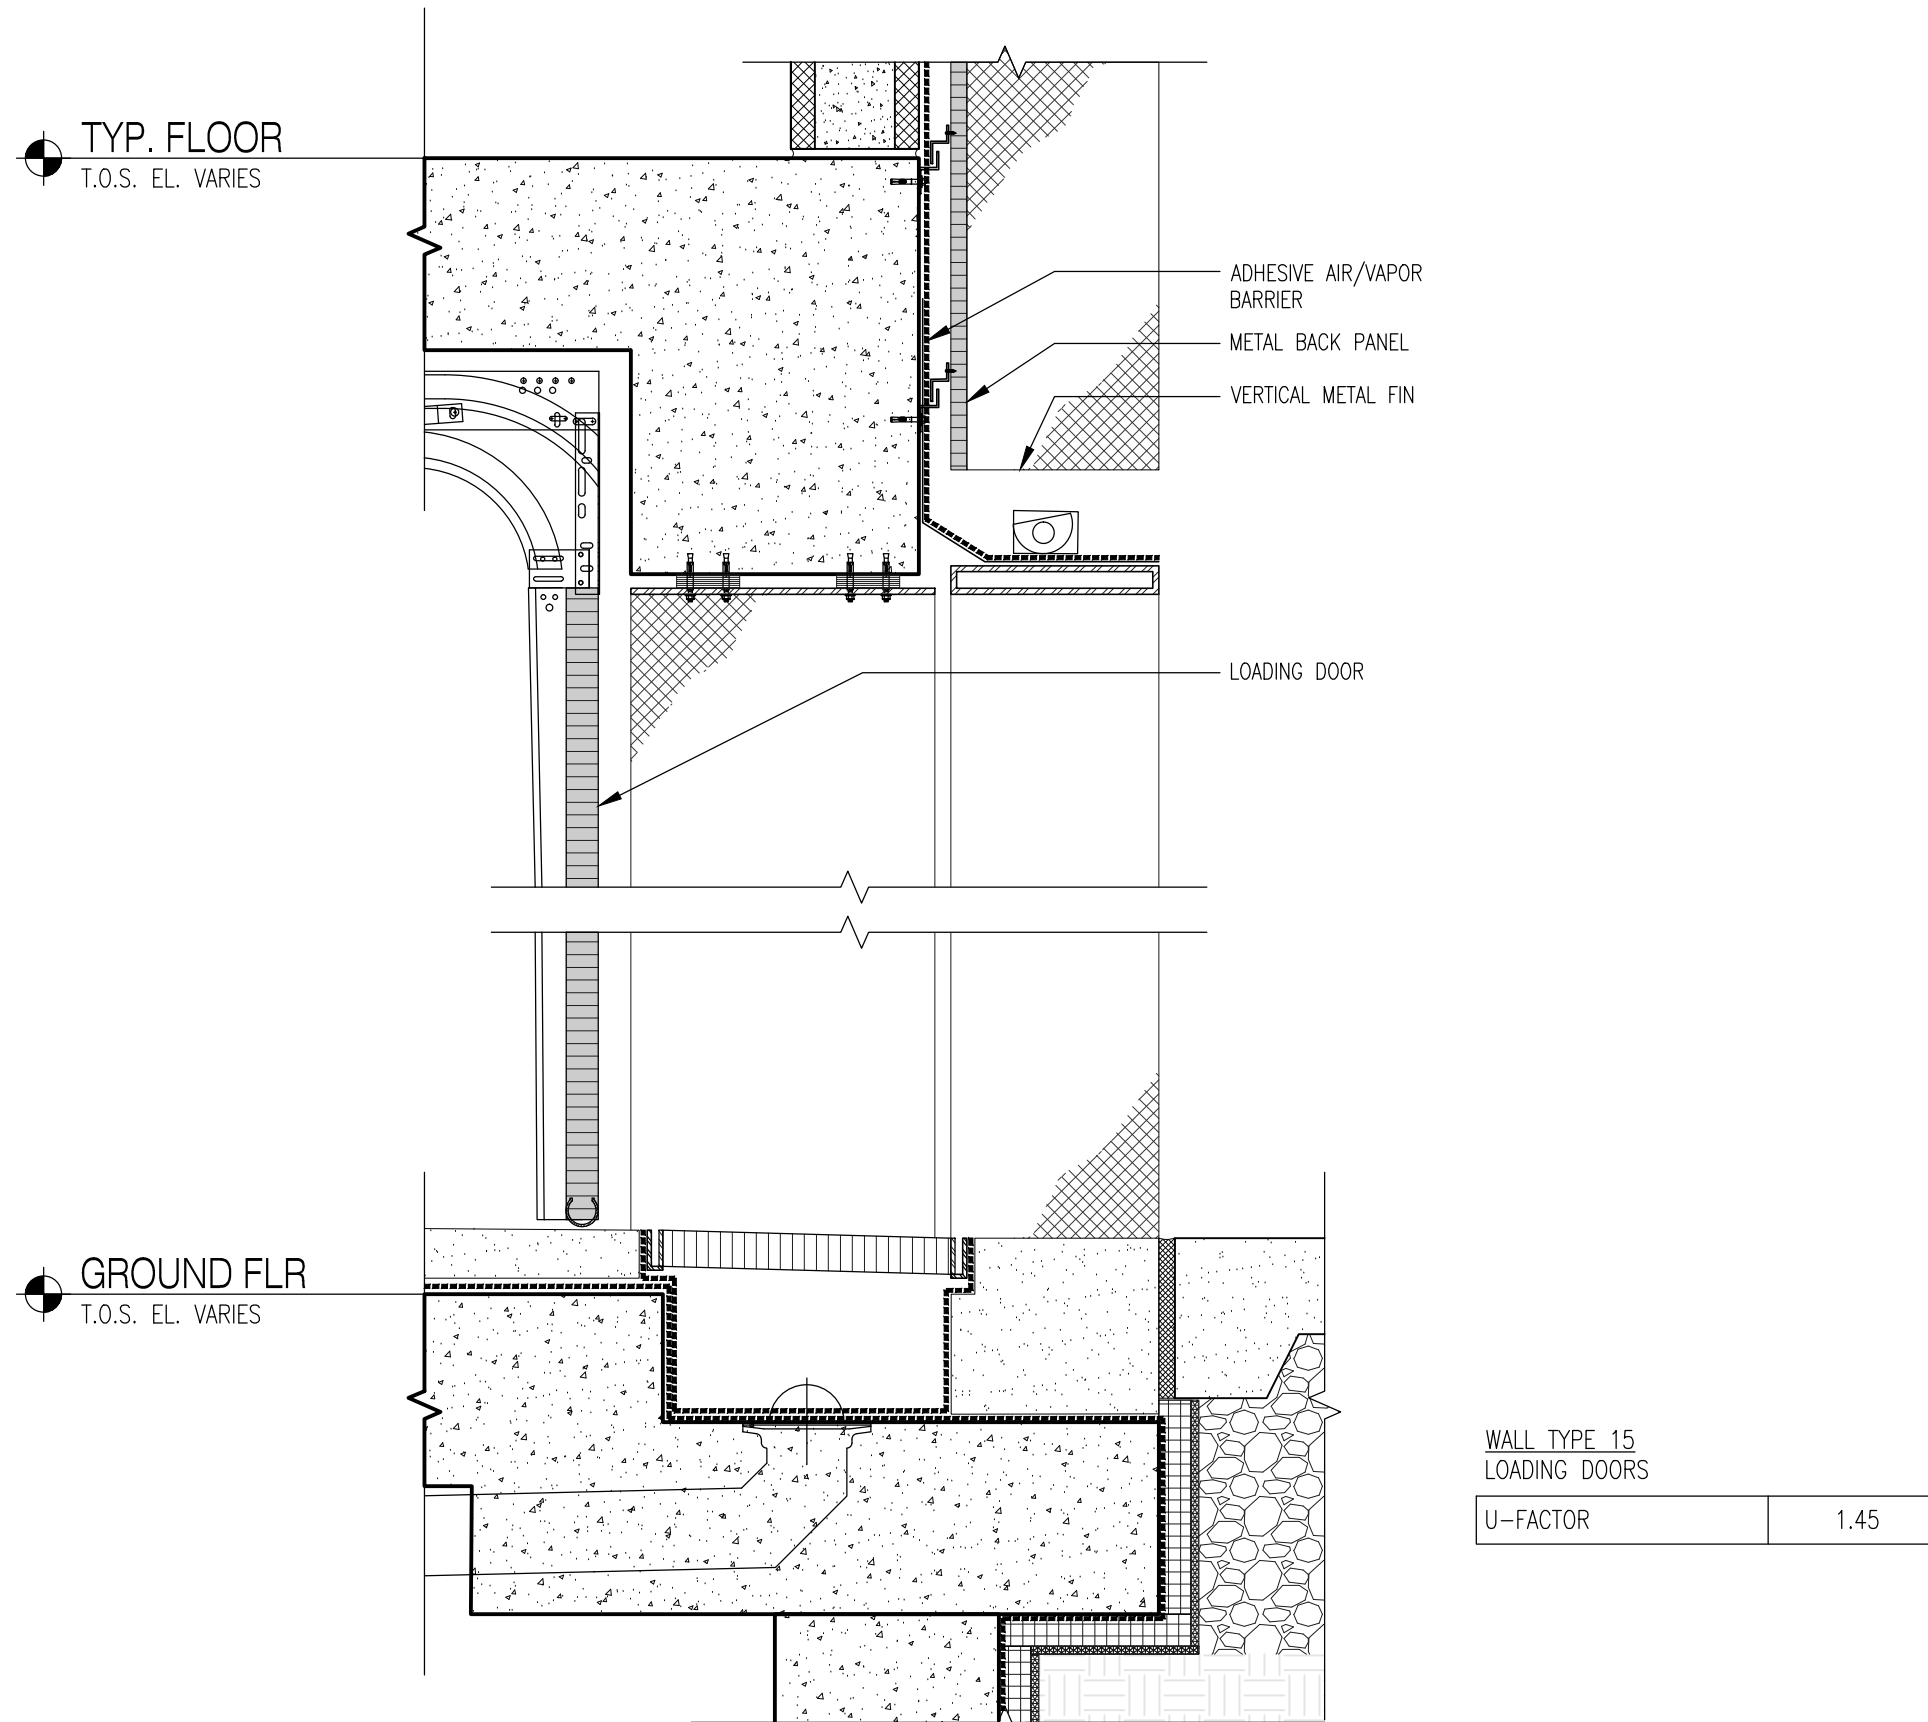 TYP. FLOOR
T.O.S. EL. VARIES
ADHESIVE AIR/VAPOR
BARRIER
METAL BACK PANEL
VERTICAL METAL FIN
LOADING DOOR
GROUND FLR
T.O.S. EL. VARIES
WALL TYPE 15
LOADING DOORS
U-FACTOR 1.45